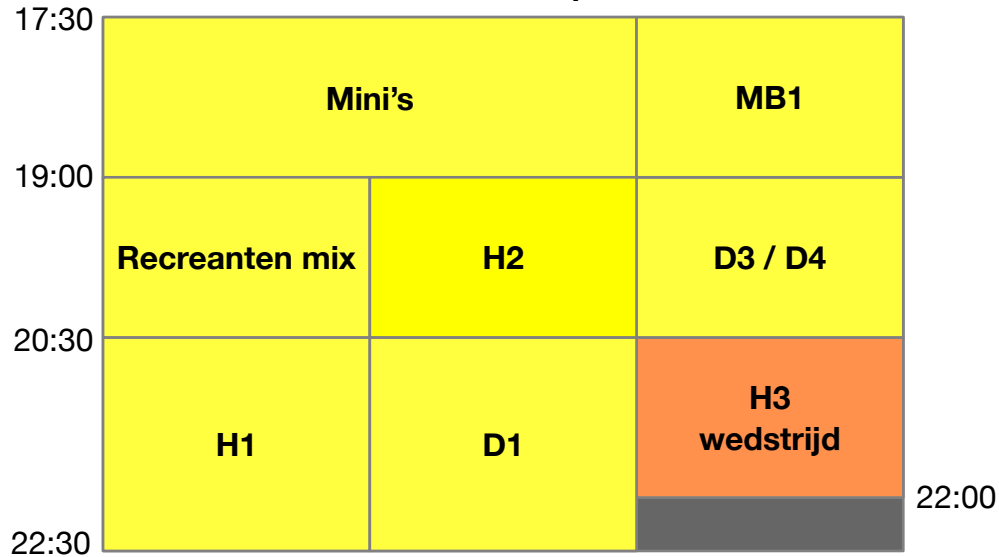 17:30
Mini’s
MB1
19:00
Recreanten mix
H2
D3 / D4
20:30
H1
D1
H3
wedstrijd
22:00
22:30